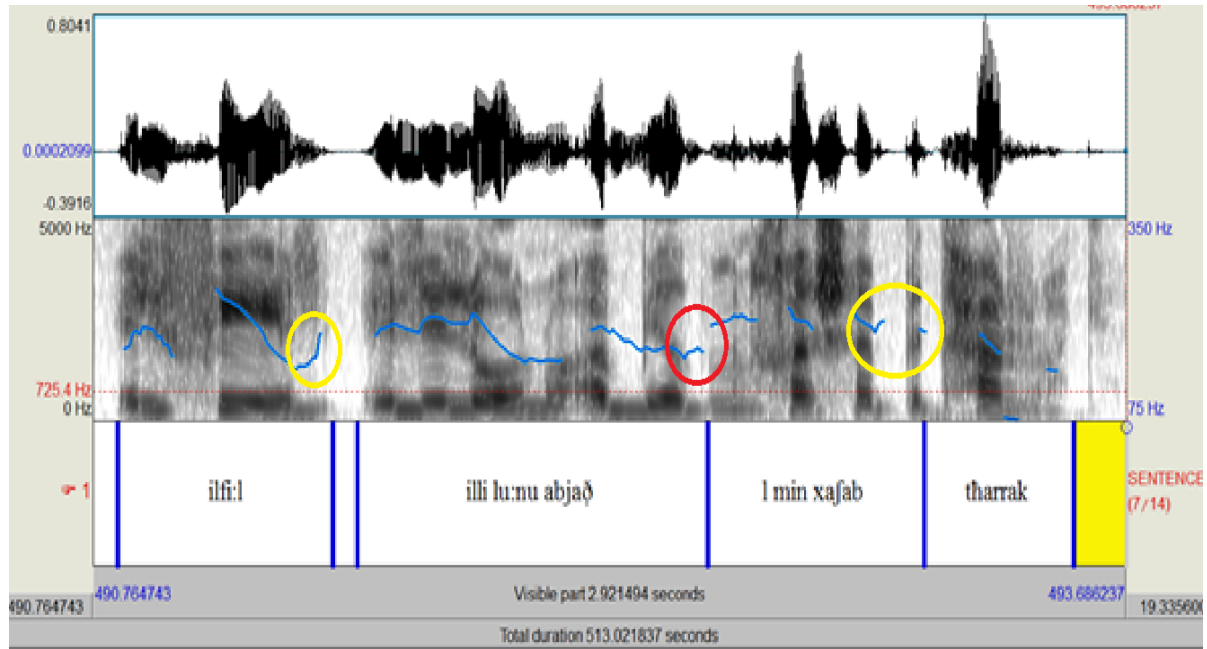 0.8041
0.0002099
-0.3916
5000 Hz
350 Hz
725.4 Hz
0 Hz
75 Hz
1
ilfi:l
illi lu:nu abjað
l min xaʃab
tħarrak
SENTENCE
(7/14)
490.764743
Visible part 2.921494 seconds
493.686237
490.764743
19.335600
Total duration 513.021837 seconds